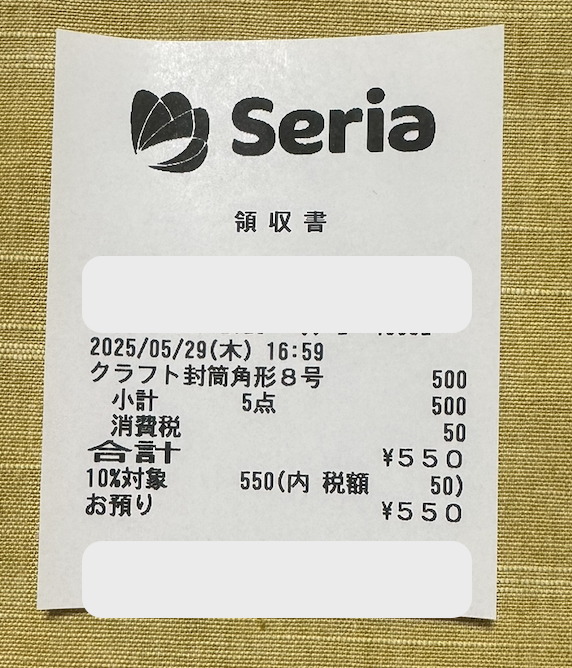 Seria
領収書
2025/05/29(木) 16:59
クラフト封筒角形8号 500
小計 5点 500
消費税 50
合計 ¥550
10%対象 550(内 税額 50)
お預り ¥550